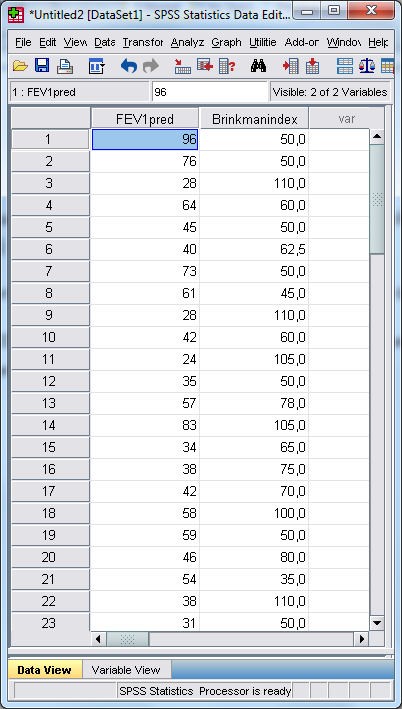 *Untitled2 [DataSet1] - SPSS Statistics Data Edit...
File Edit View Data Transfor Analyz Graph Utilitie Add-on Window Help
1 : FEV1pred 96 Visible: 2 of 2 Variables
FEV1pred Brinkmanindex var
1 96 50,0
2 76 50,0
3 28 110,0
4 64 60,0
5 45 50,0
6 40 62,5
7 73 50,0
8 61 45,0
9 28 110,0
10 42 60,0
11 24 105,0
12 35 50,0
13 57 78,0
14 83 105,0
15 34 65,0
16 38 75,0
17 42 70,0
18 58 100,0
19 59 50,0
20 46 80,0
21 54 35,0
22 38 110,0
23 31 50,0
Data View Variable View
SPSS Statistics Processor is ready